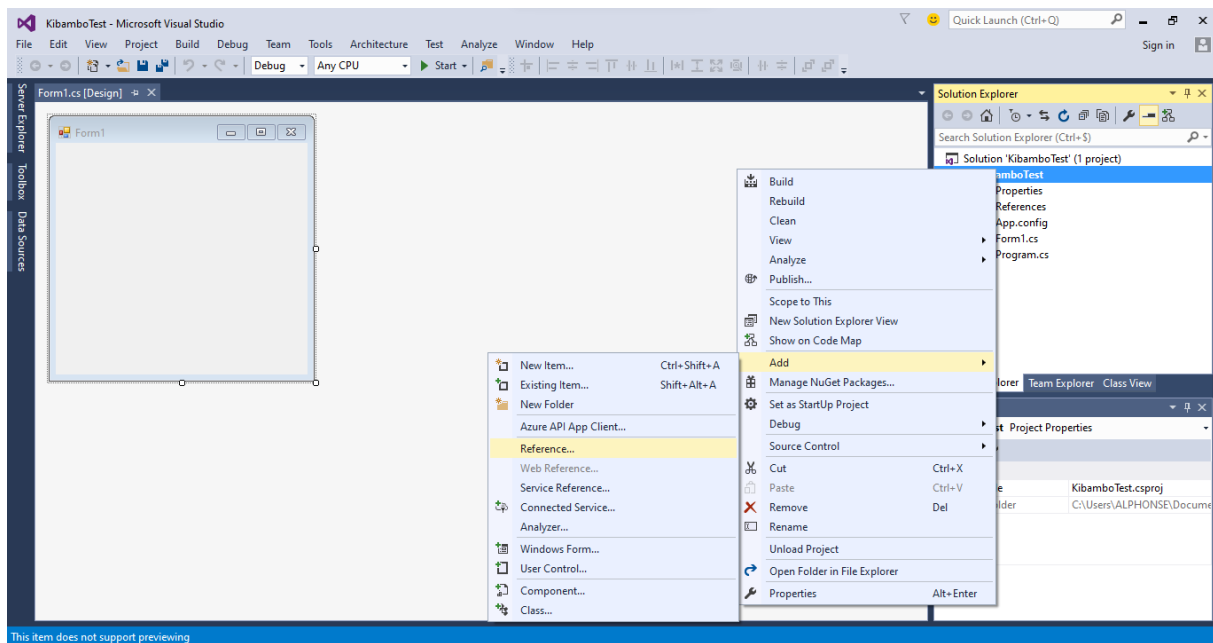 KibamboTest - Microsoft Visual Studio
Quick Launch (Ctrl+Q)
File Edit View Project Build Debug Team Tools Architecture Test Analyze Window Help
Sign in
Debug Any CPU Start
Server Explorer
Toolbox
Data Sources
Form1.cs [Design]
Form1
Solution Explorer
Search Solution Explorer (Ctrl+$)
Solution 'KibamboTest' (1 project)
amboTest
Properties
References
App.config
Form1.cs
Program.cs
Build
Rebuild
Clean
View
Analyze
Publish...
Scope to This
New Solution Explorer View
Show on Code Map
Add
Manage NuGet Packages...
Set as StartUp Project
Debug
Source Control
Cut Ctrl+X
Paste Ctrl+V
Remove Del
Rename
Unload Project
Open Folder in File Explorer
Properties Alt+Enter
New Item... Ctrl+Shift+A
Existing Item... Shift+Alt+A
New Folder
Azure API App Client...
Reference...
Web Reference...
Service Reference...
Connected Service...
Analyzer...
Windows Form...
User Control...
Component...
Class...
lorer Team Explorer Class View
st Project Properties
e KibamboTest.csproj
lder C:\Users\ALPHONSE\Docume
This item does not support previewing